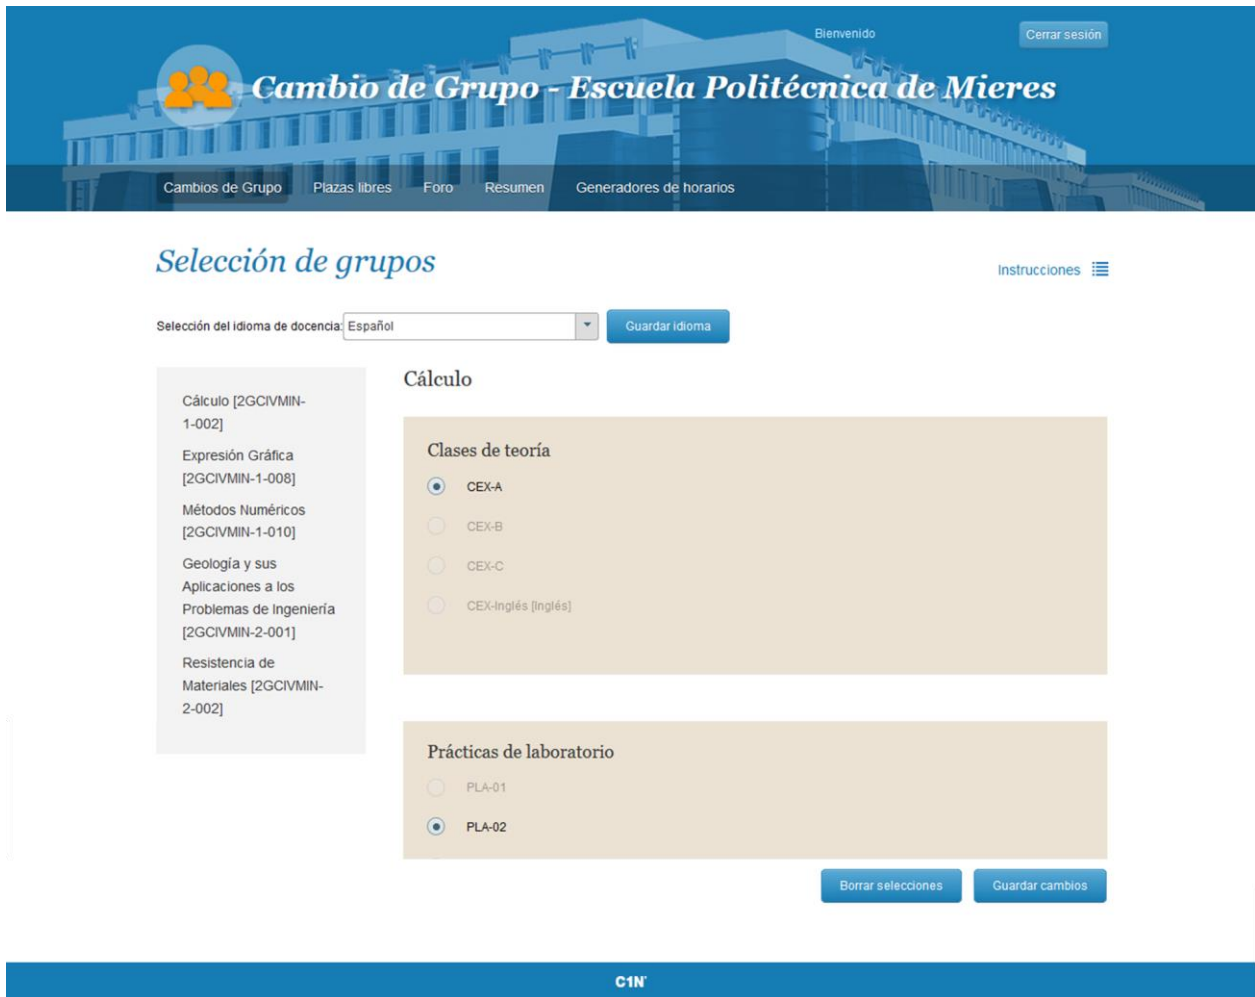 Bienvenido
Cerrar sesión
Cambio de Grupo - Escuela Politécnica de Mieres
Cambios de Grupo Plazas libres Foro Resumen Generadores de horarios
Selección de grupos
Instrucciones
Selección del idioma de docencia: Español
Guardar idioma
Cálculo [2GCIVMIN-
1-002]
Expresión Gráfica
[2GCIVMIN-1-008]
Métodos Numéricos
[2GCIVMIN-1-010]
Geología y sus
Aplicaciones a los
Problemas de Ingeniería
[2GCIVMIN-2-001]
Resistencia de
Materiales [2GCIVMIN-
2-002]
Cálculo
Clases de teoría
CEX-A
CEX-B
CEX-C
CEX-Inglés [Inglés]
Prácticas de laboratorio
PLA-01
PLA-02
Borrar selecciones
Guardar cambios
C1N